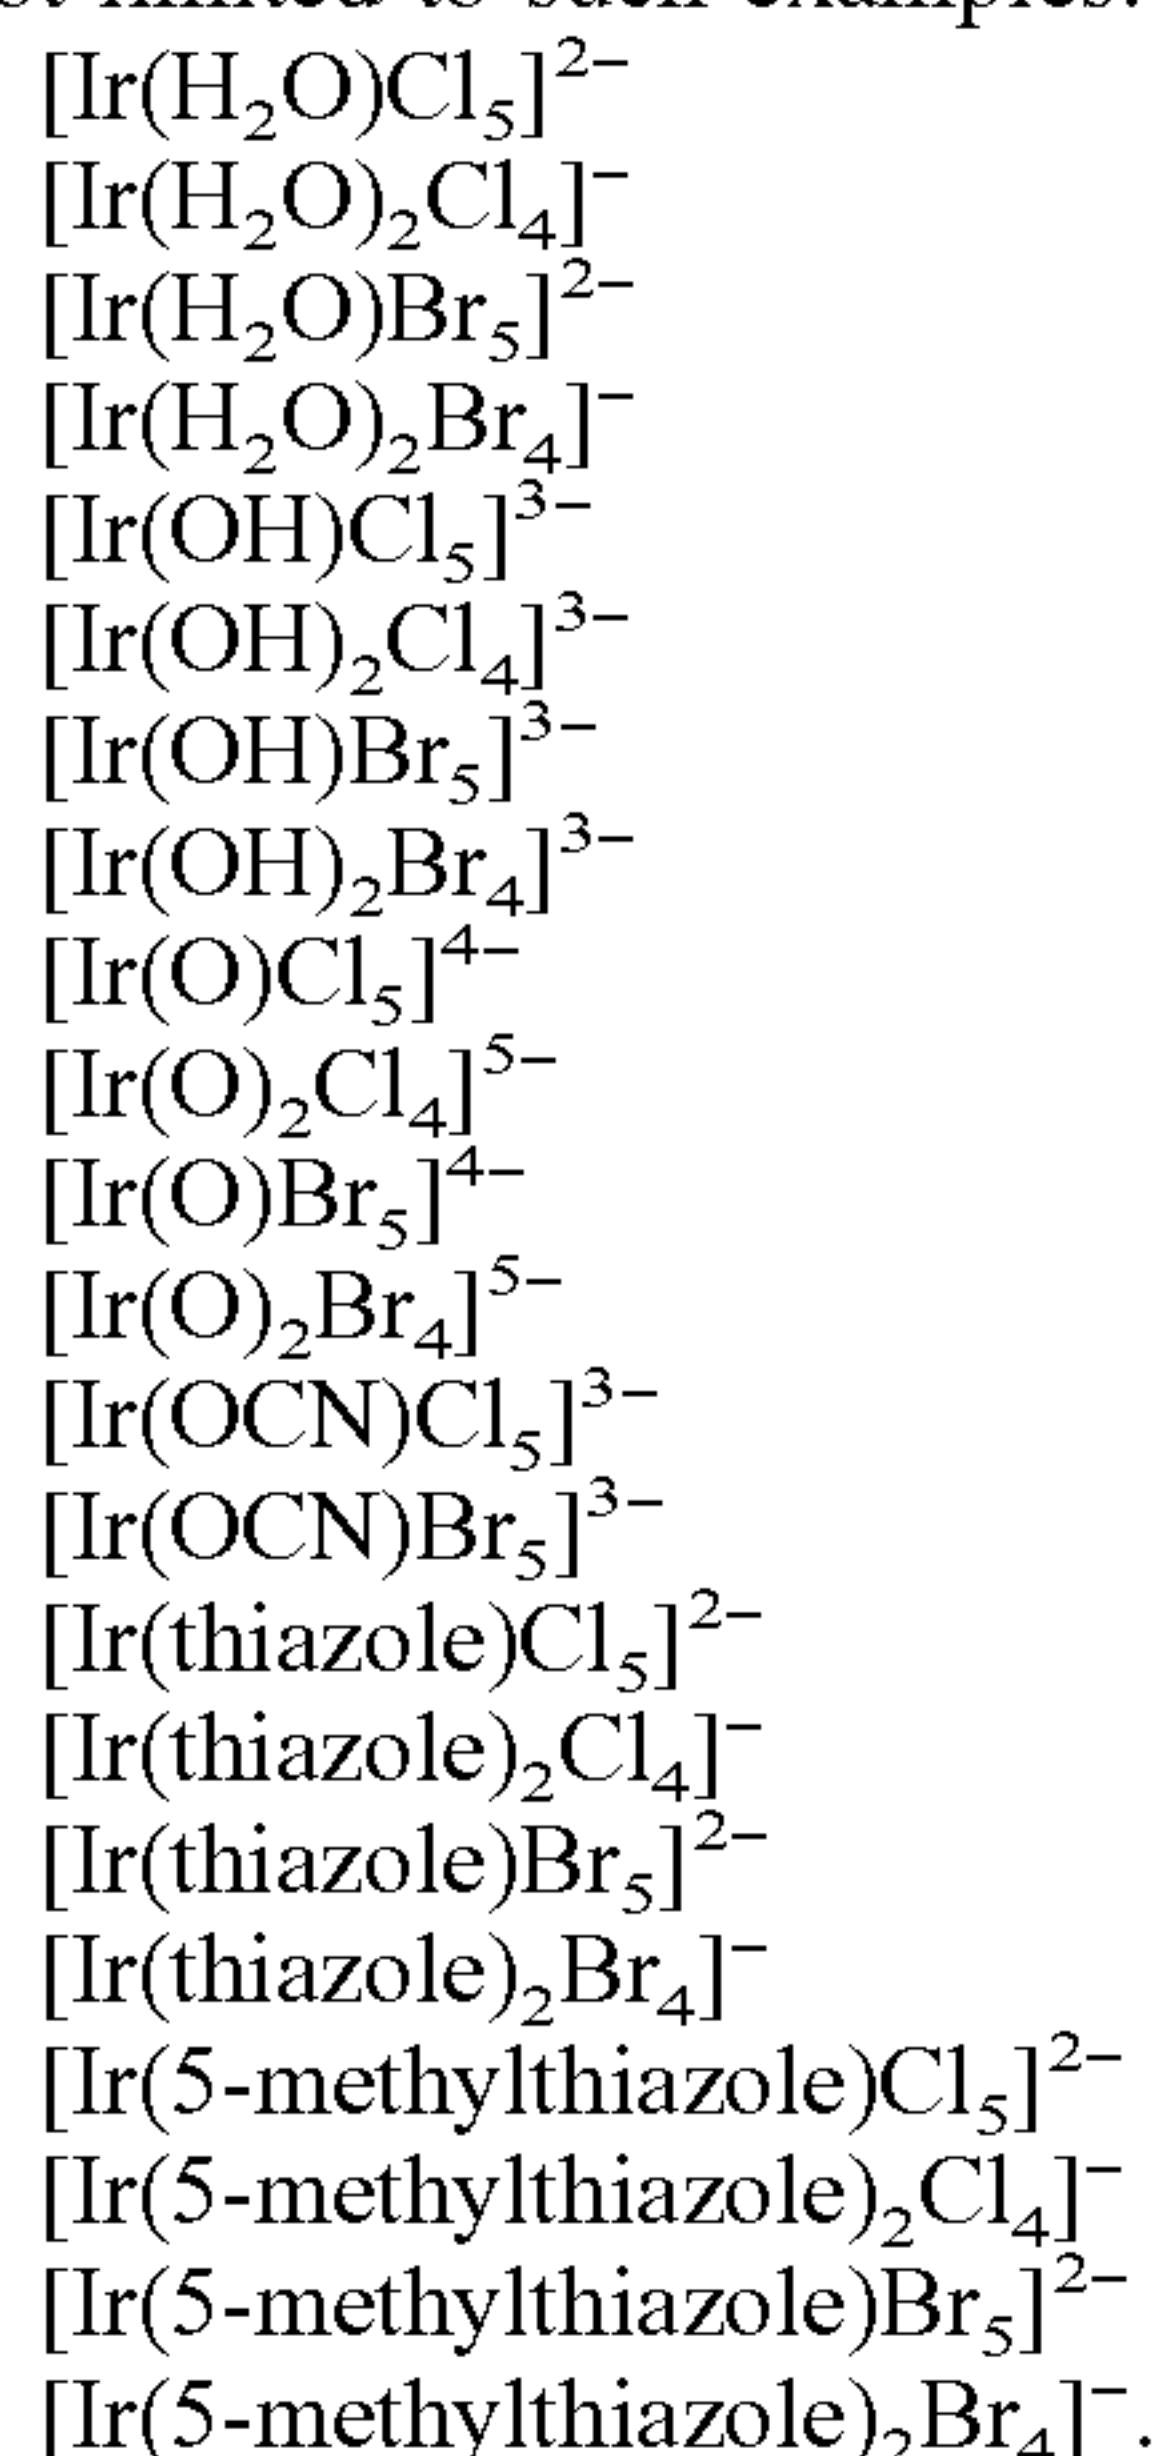 limited to such examples.
[Ir(H₂O)Cl₅]²⁻
[Ir(H₂O)₂Cl₄]⁻
[Ir(H₂O)Br₅]²⁻
[Ir(H₂O)₂Br₄]⁻
[Ir(OH)Cl₅]³⁻
[Ir(OH)₂Cl₄]³⁻
[Ir(OH)Br₅]³⁻
[Ir(OH)₂Br₄]³⁻
[Ir(O)Cl₅]⁴⁻
[Ir(O)₂Cl₄]⁵⁻
[Ir(O)Br₅]⁴⁻
[Ir(O)₂Br₄]⁵⁻
[Ir(OCN)Cl₅]³⁻
[Ir(OCN)Br₅]³⁻
[Ir(thiazole)Cl₅]²⁻
[Ir(thiazole)₂Cl₄]⁻
[Ir(thiazole)Br₅]²⁻
[Ir(thiazole)₂Br₄]⁻
[Ir(5-methylthiazole)Cl₅]²⁻
[Ir(5-methylthiazole)₂Cl₄]⁻
[Ir(5-methylthiazole)Br₅]²⁻
[Ir(5-methylthiazole)₂Br₄]⁻.